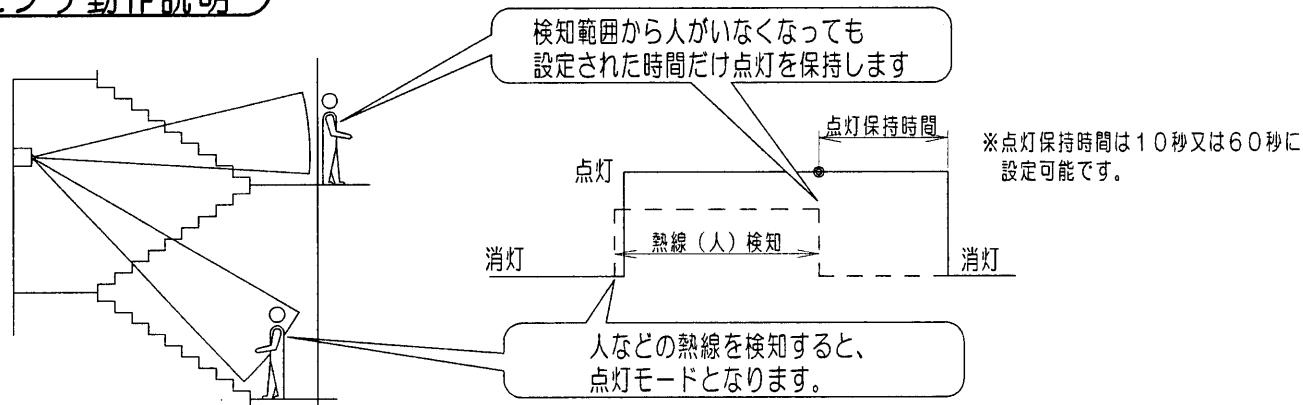 動作説明
検知範囲から人がいなくなっても
設定された時間だけ点灯を保持します
点灯保持時間
※点灯保持時間は10秒又は60秒に
設定可能です。
点灯
熱線（人）検知
消灯
消灯
人などの熱線を検知すると、
点灯モードとなります。